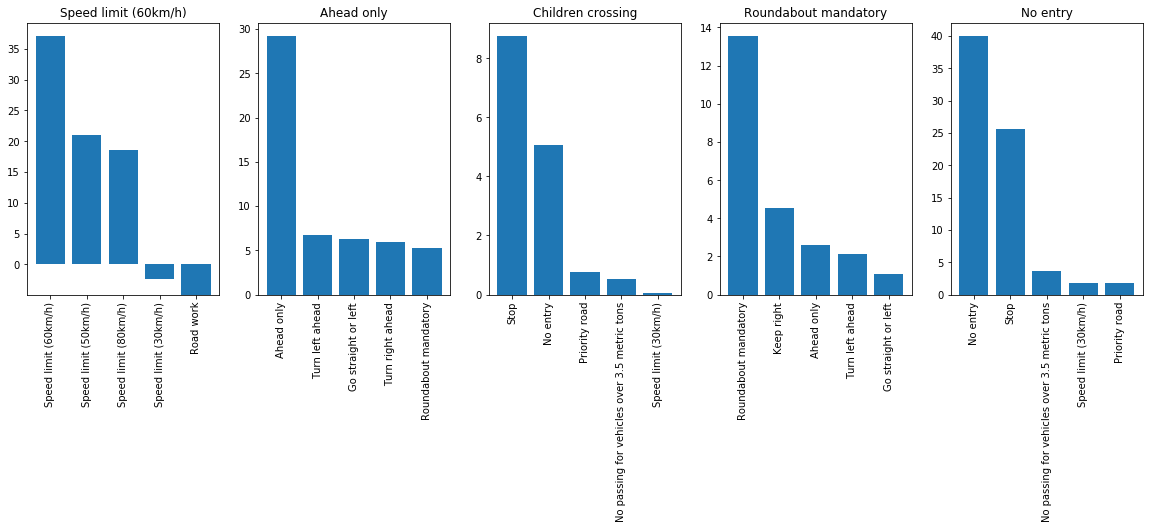 Speed limit (60km/h)
35
30
25
20
15
10
5
0
Speed limit (60km/h)
Speed limit (50km/h)
Speed limit (80km/h)
Speed limit (30km/h)
Road work
Ahead only
30
25
20
15
10
5
0
Ahead only
Turn left ahead
Go straight or left
Turn right ahead
Roundabout mandatory
Children crossing
8
6
4
2
0
Stop
No entry
Priority road
No passing for vehicles over 3.5 metric tons
Speed limit (30km/h)
Roundabout mandatory
14
12
10
8
6
4
2
0
Roundabout mandatory
Keep right
Ahead only
Turn left ahead
Go straight or left
No entry
40
35
30
25
20
15
10
5
0
No entry
Stop
No passing for vehicles over 3.5 metric tons
Speed limit (30km/h)
Priority road